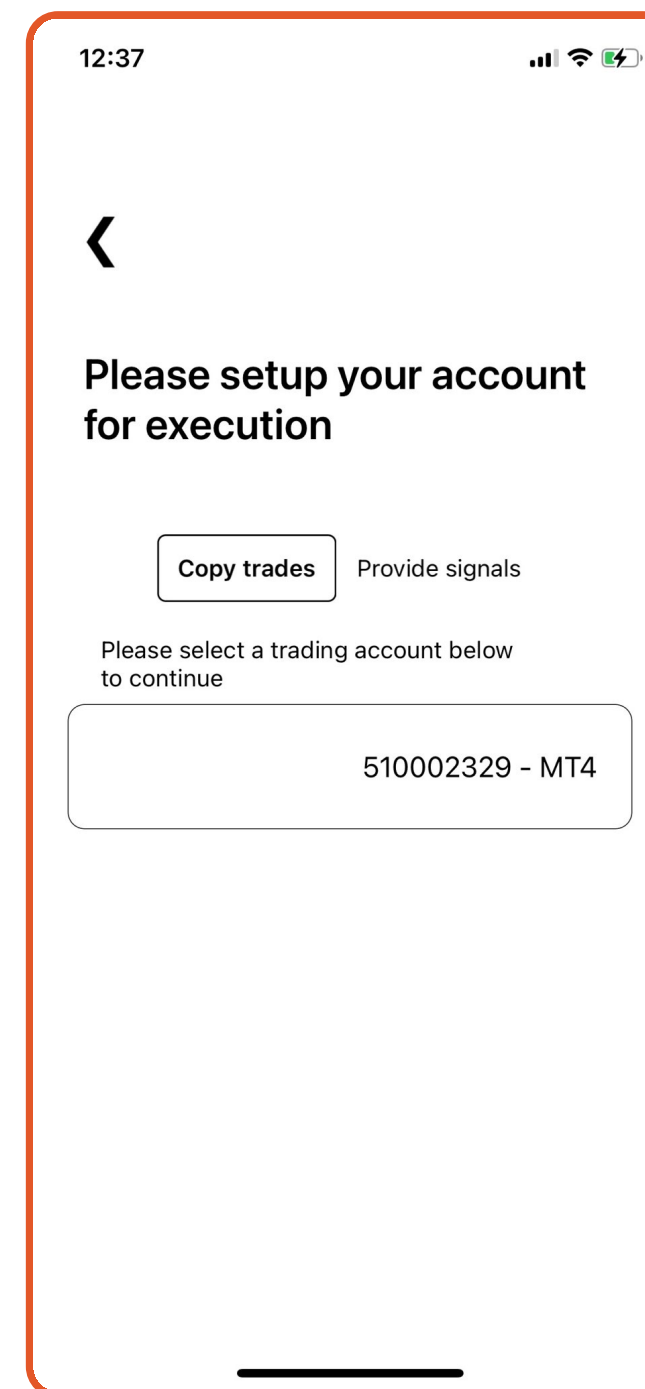 12:37
Please setup your account
for execution
Copy trades Provide signals
Please select a trading account below
to continue
510002329 - MT4